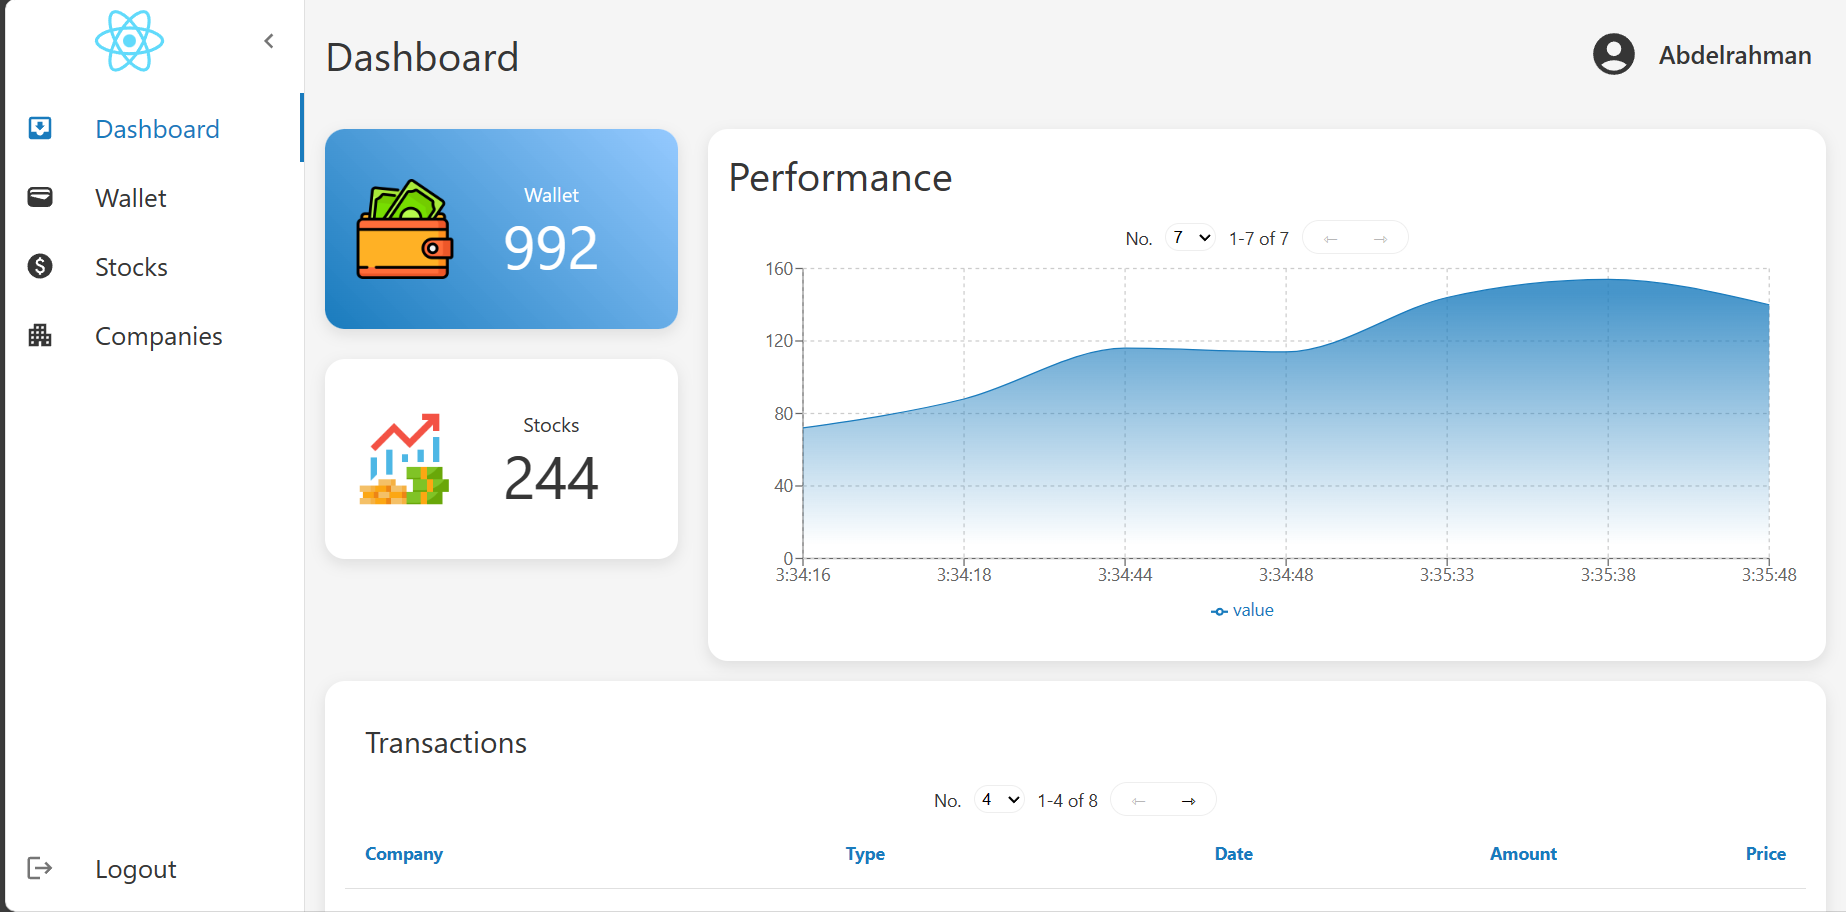 Dashboard
Wallet
Stocks
Companies
Logout
Dashboard
Abdelrahman
Wallet
992
Stocks
244
Performance
No. 7 1-7 of 7 ← →
160
120
80
40
0
3:34:16 3:34:18 3:34:44 3:34:48 3:35:33 3:35:38 3:35:48
value
Transactions
No. 4 1-4 of 8 ← →
Company Type Date Amount Price